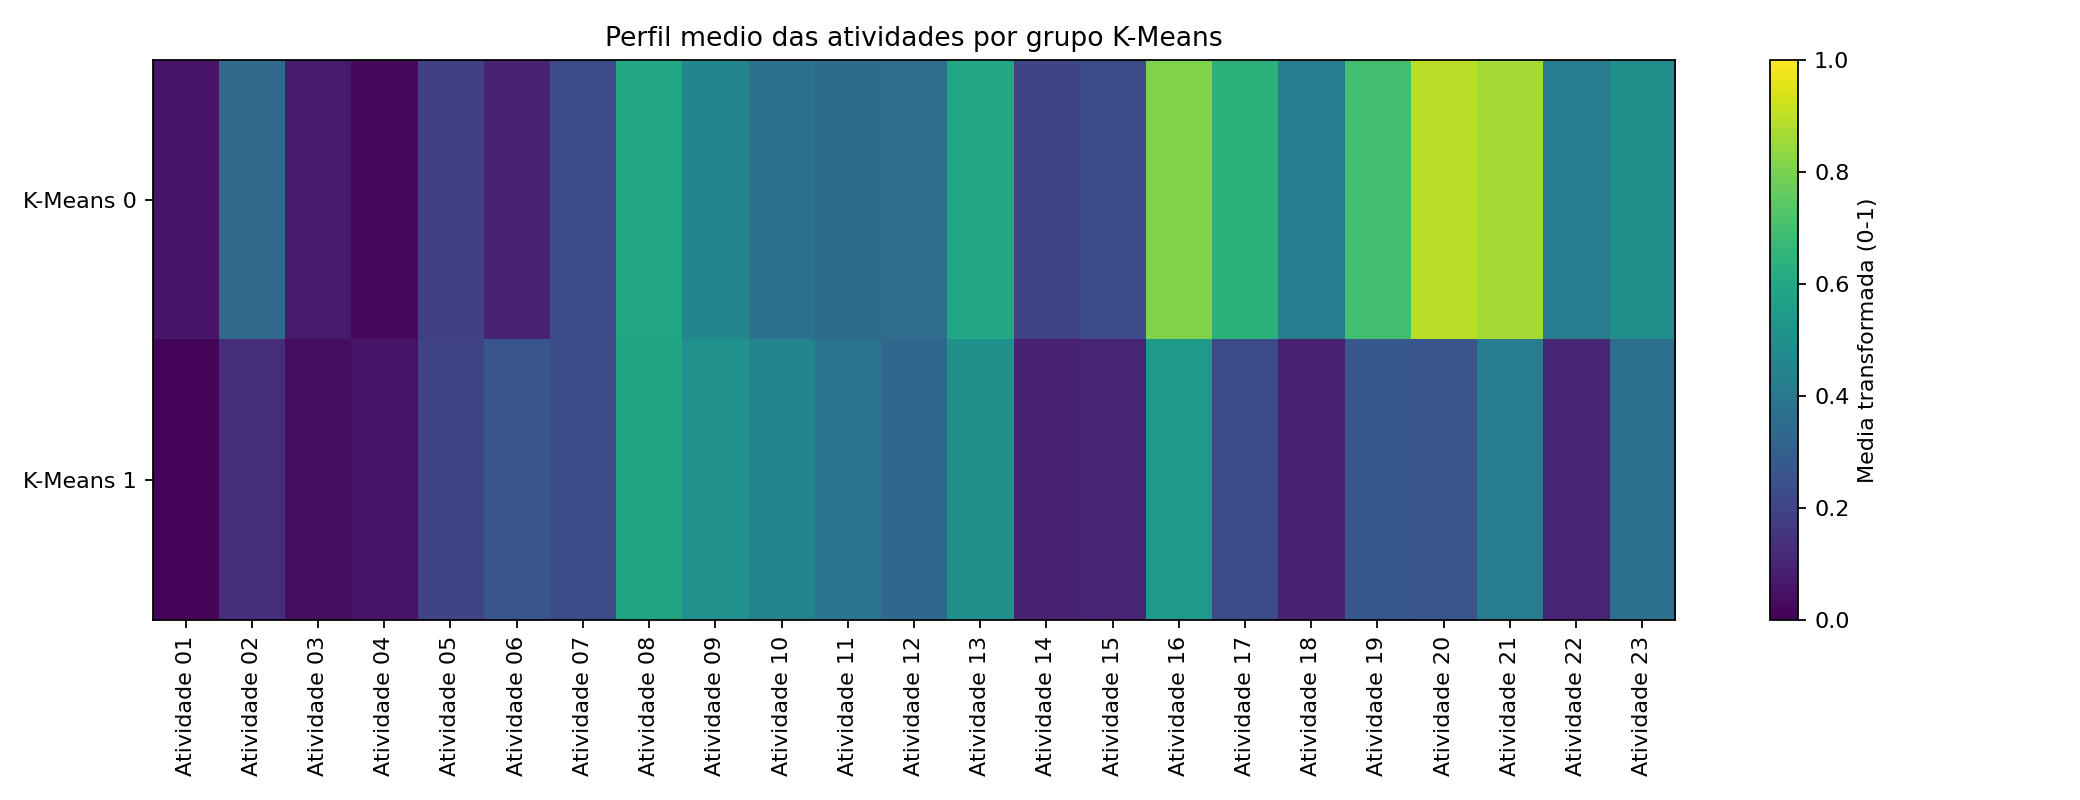 Perfil medio das atividades por grupo K-Means
K-Means 0
K-Means 1
Atividade 01
Atividade 02
Atividade 03
Atividade 04
Atividade 05
Atividade 06
Atividade 07
Atividade 08
Atividade 09
Atividade 10
Atividade 11
Atividade 12
Atividade 13
Atividade 14
Atividade 15
Atividade 16
Atividade 17
Atividade 18
Atividade 19
Atividade 20
Atividade 21
Atividade 22
Atividade 23
1.0
0.8
0.6
0.4
0.2
0.0
Media transformada (0-1)